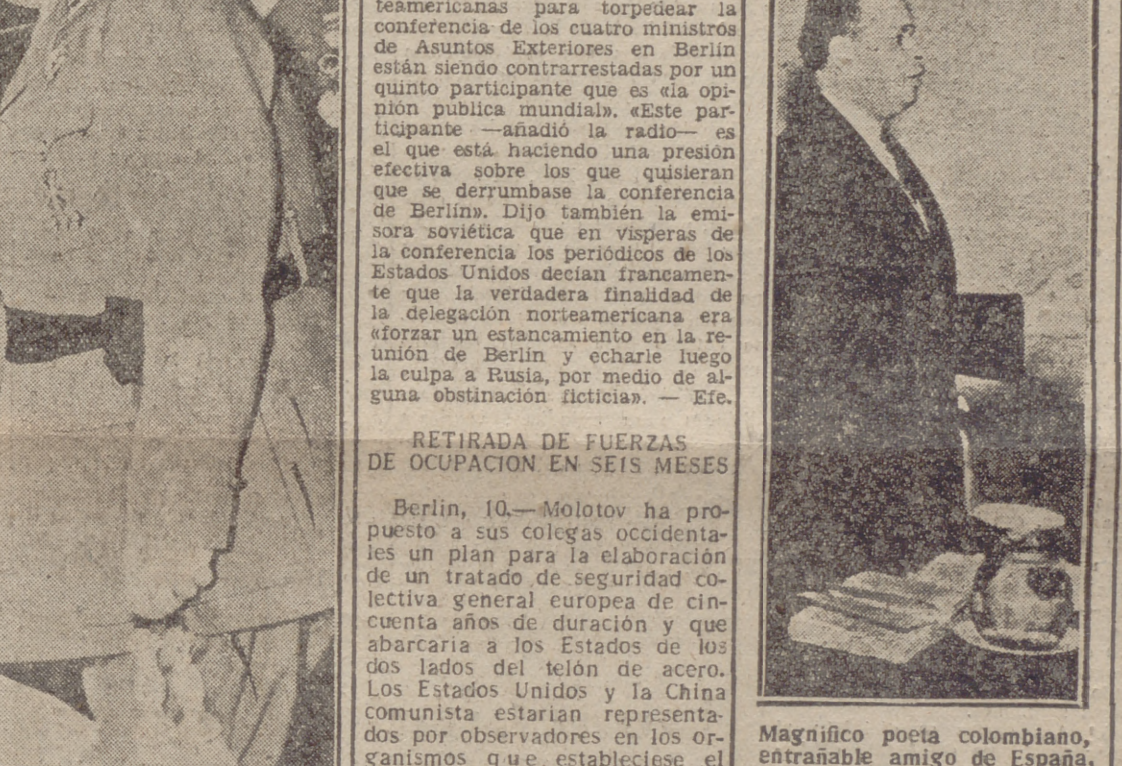 teamericanas para torpedear la
conferencia de los cuatro ministros
de Asuntos Exteriores en Berlín
están siendo contrarrestadas por un
quinto participante que es «la opi-
nión publica mundial». «Este par-
ticipante —añadió la radio— es
el que está haciendo una presión
efectiva sobre los que quisieran
que se derrumbase la conferencia
de Berlín». Dijo también la emi-
sora soviética que en vísperas de
la conferencia los periódicos de los
Estados Unidos decían francamen-
te que la verdadera finalidad de
la delegación norteamericana era
«forzar un estancamiento en la re-
unión de Berlín y echarle luego
la culpa a Rusia, por medio de al-
guna obstinación ficticia». — Efe.
RETIRADA DE FUERZAS
DE OCUPACION EN SEIS MESES
Berlin, 10.—Molotov ha pro-
puesto a sus colegas occidenta-
les un plan para la elaboración
de un tratado de seguridad co-
lectiva general europea de cin-
cuenta años de duración y que
abarcaria a los Estados de los
dos lados del telón de acero.
Los Estados Unidos y la China
comunista estarian representa-
dos por observadores en los or-
ganismos que estableciese el
Magnífico poeta colombiano,
entrañable amigo de España,